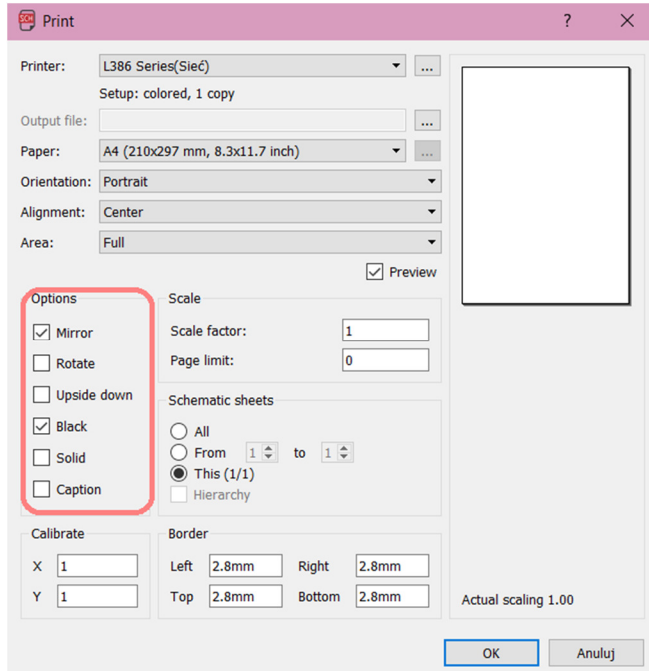 SCH Print ?
Printer: L386 Series(Sieć) ...
Setup: colored, 1 copy
Output file: ...
Paper: A4 (210x297 mm, 8.3x11.7 inch) ...
Orientation: Portrait
Alignment: Center
Area: Full
Preview
Options
Mirror
Rotate
Upside down
Black
Solid
Caption
Scale
Scale factor: 1
Page limit: 0
Schematic sheets
All
From 1 to 1
This (1/1)
Hierarchy
Calibrate
X 1
Y 1
Border
Left 2.8mm Right 2.8mm
Top 2.8mm Bottom 2.8mm
Actual scaling 1.00
OK Anuluj